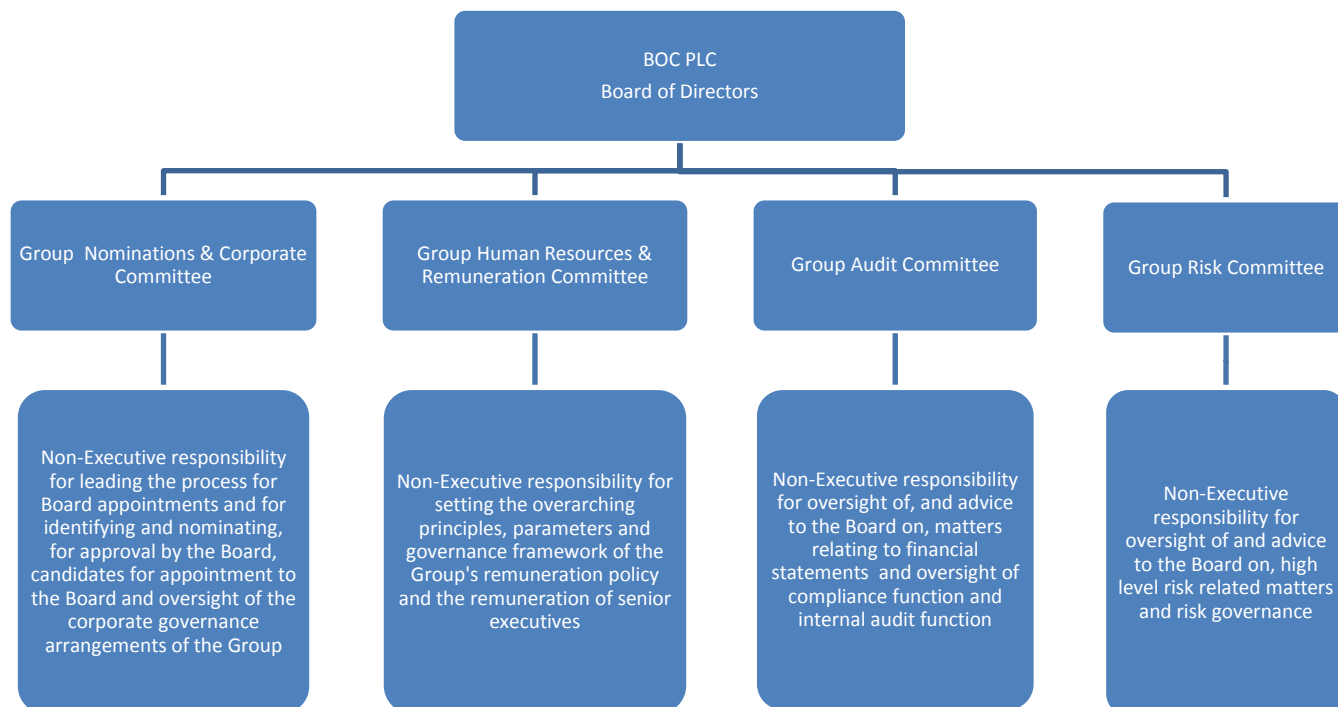 BOC PLC
Board of Directors
Group  Nominations & Corporate
Committee
Group Human Resources &
Remuneration Committee
Group Audit Committee
Group Risk Committee
Non-Executive responsibility
for leading the process for
Board appointments and for
identifying and nominating,
for approval by the Board,
candidates for appointment to
the Board and oversight of the
corporate governance
arrangements of the Group
Non-Executive responsibility for
setting the overarching
principles, parameters and
governance framework of the
Group's remuneration policy
and the remuneration of senior
executives
Non-Executive responsibility
for oversight of, and advice
to the Board on, matters
relating to financial
statements  and oversight of
compliance function and
internal audit function
Non-Executive
responsibility for
oversight of and advice
to the Board on, high
level risk related matters
and risk governance